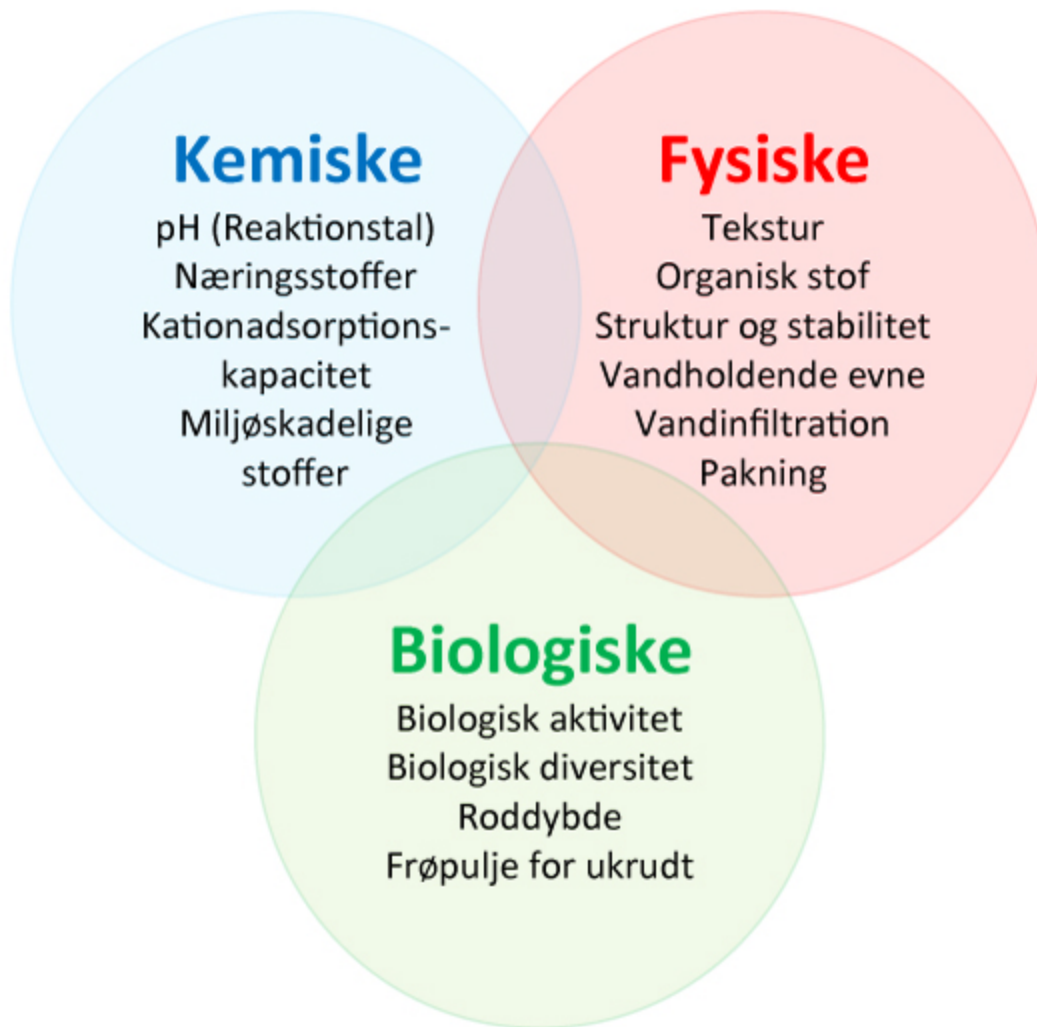 Kemiske
pH (Reaktionstal)
Næringsstoffer
Kationadsorptions-
kapacitet
Miljøskadelige
stoffer
Fysiske
Tekstur
Organisk stof
Struktur og stabilitet
Vandholdende evne
Vandinfiltration
Pakning
Biologiske
Biologisk aktivitet
Biologisk diversitet
Roddybde
Frøpulje for ukrudt